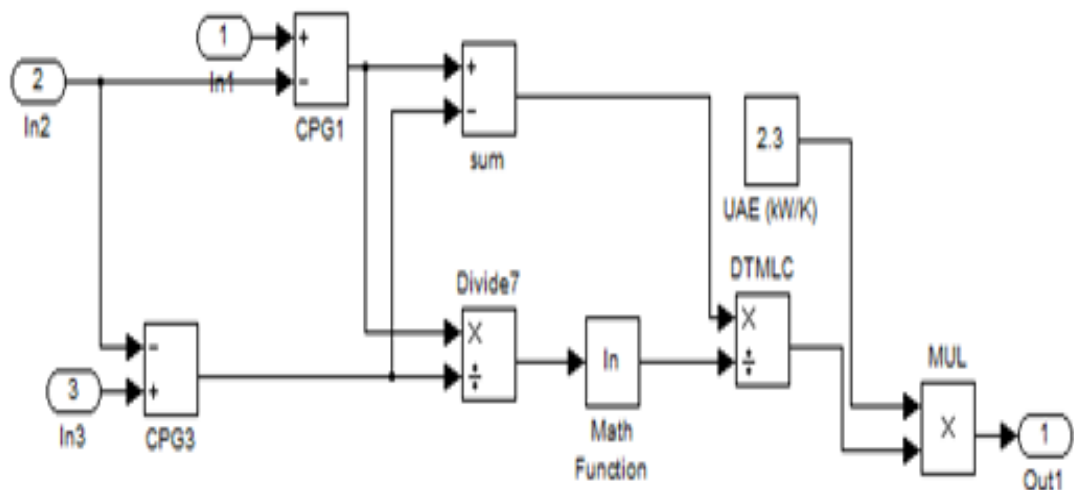 1
In1
2
In2
+
−
CPG1
+
−
sum
2.3
UAE (kW/K)
DTMLC
×
÷
Divide7
×
÷
ln
Math
Function
−
+
CPG3
3
In3
MUL
×
1
Out1